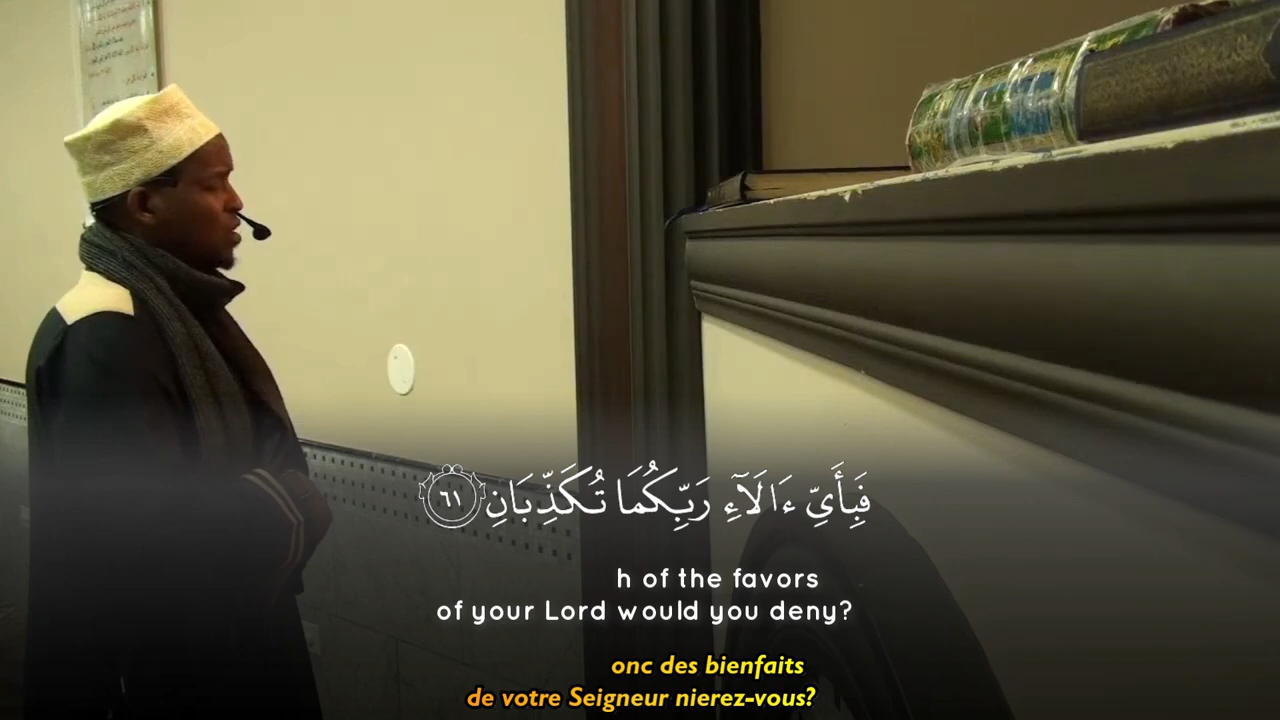 فَبِأَيِّ ءَالَآءِ رَبِّكُمَا تُكَذِّبَانِ ٦١
h of the favors
of your Lord would you deny?
onc des bienfaits
de votre Seigneur nierez-vous?